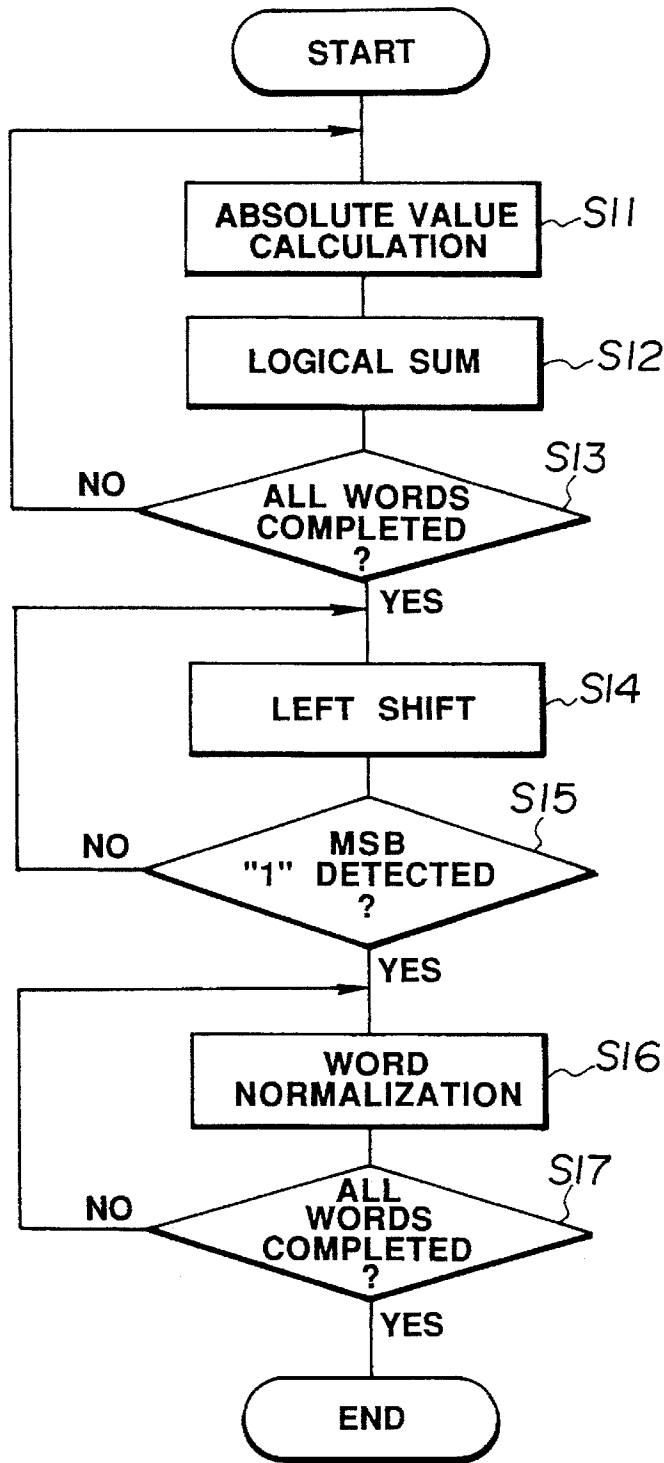 START
ABSOLUTE VALUE
CALCULATION
S11
LOGICAL SUM
S12
S13
NO
ALL WORDS
COMPLETED
?
YES
LEFT SHIFT
S14
S15
NO
MSB
"1" DETECTED
?
YES
WORD
NORMALIZATION
S16
S17
NO
ALL
WORDS
COMPLETED
?
YES
END